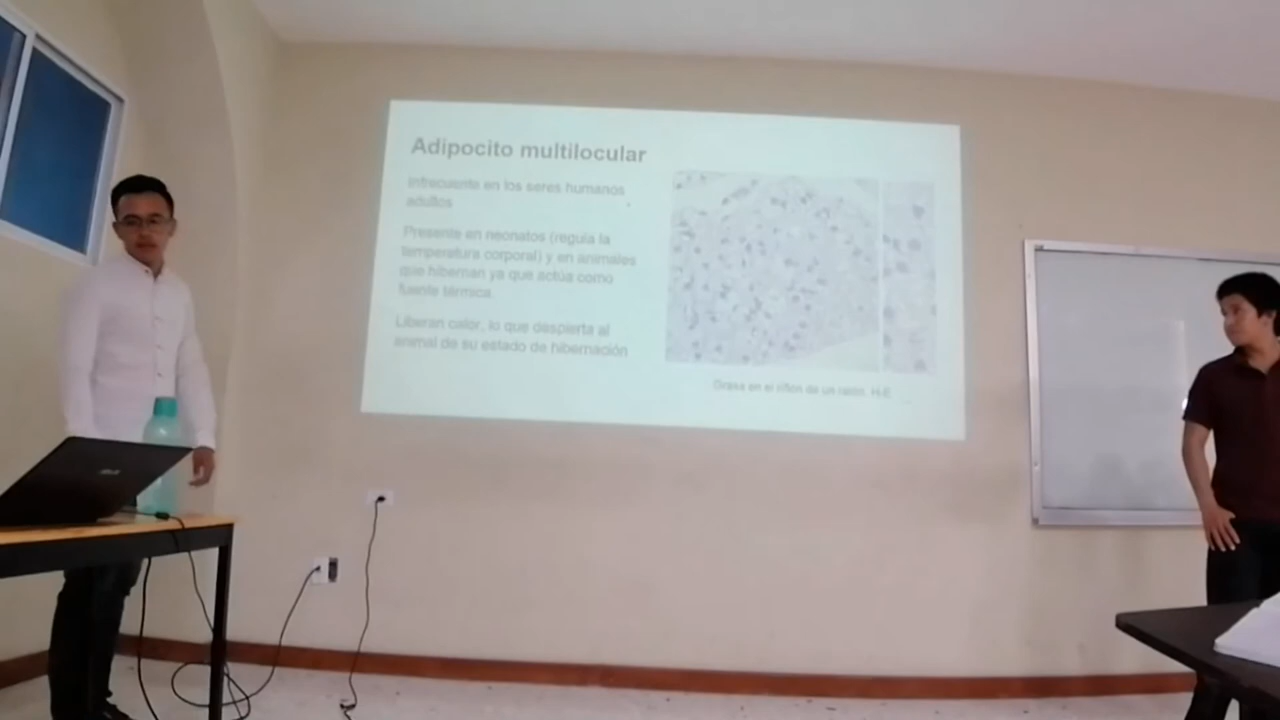 Adipocito multilocular
Infrecuente en los seres humanos
adultos
Presente en neonatos (regula la
temperatura corporal) y en animales
que hibernan ya que actúa como
fuente térmica.
Liberan calor, lo que despierta al
animal de su estado de hibernación
Grasa en el riñón de un ratón. H-E